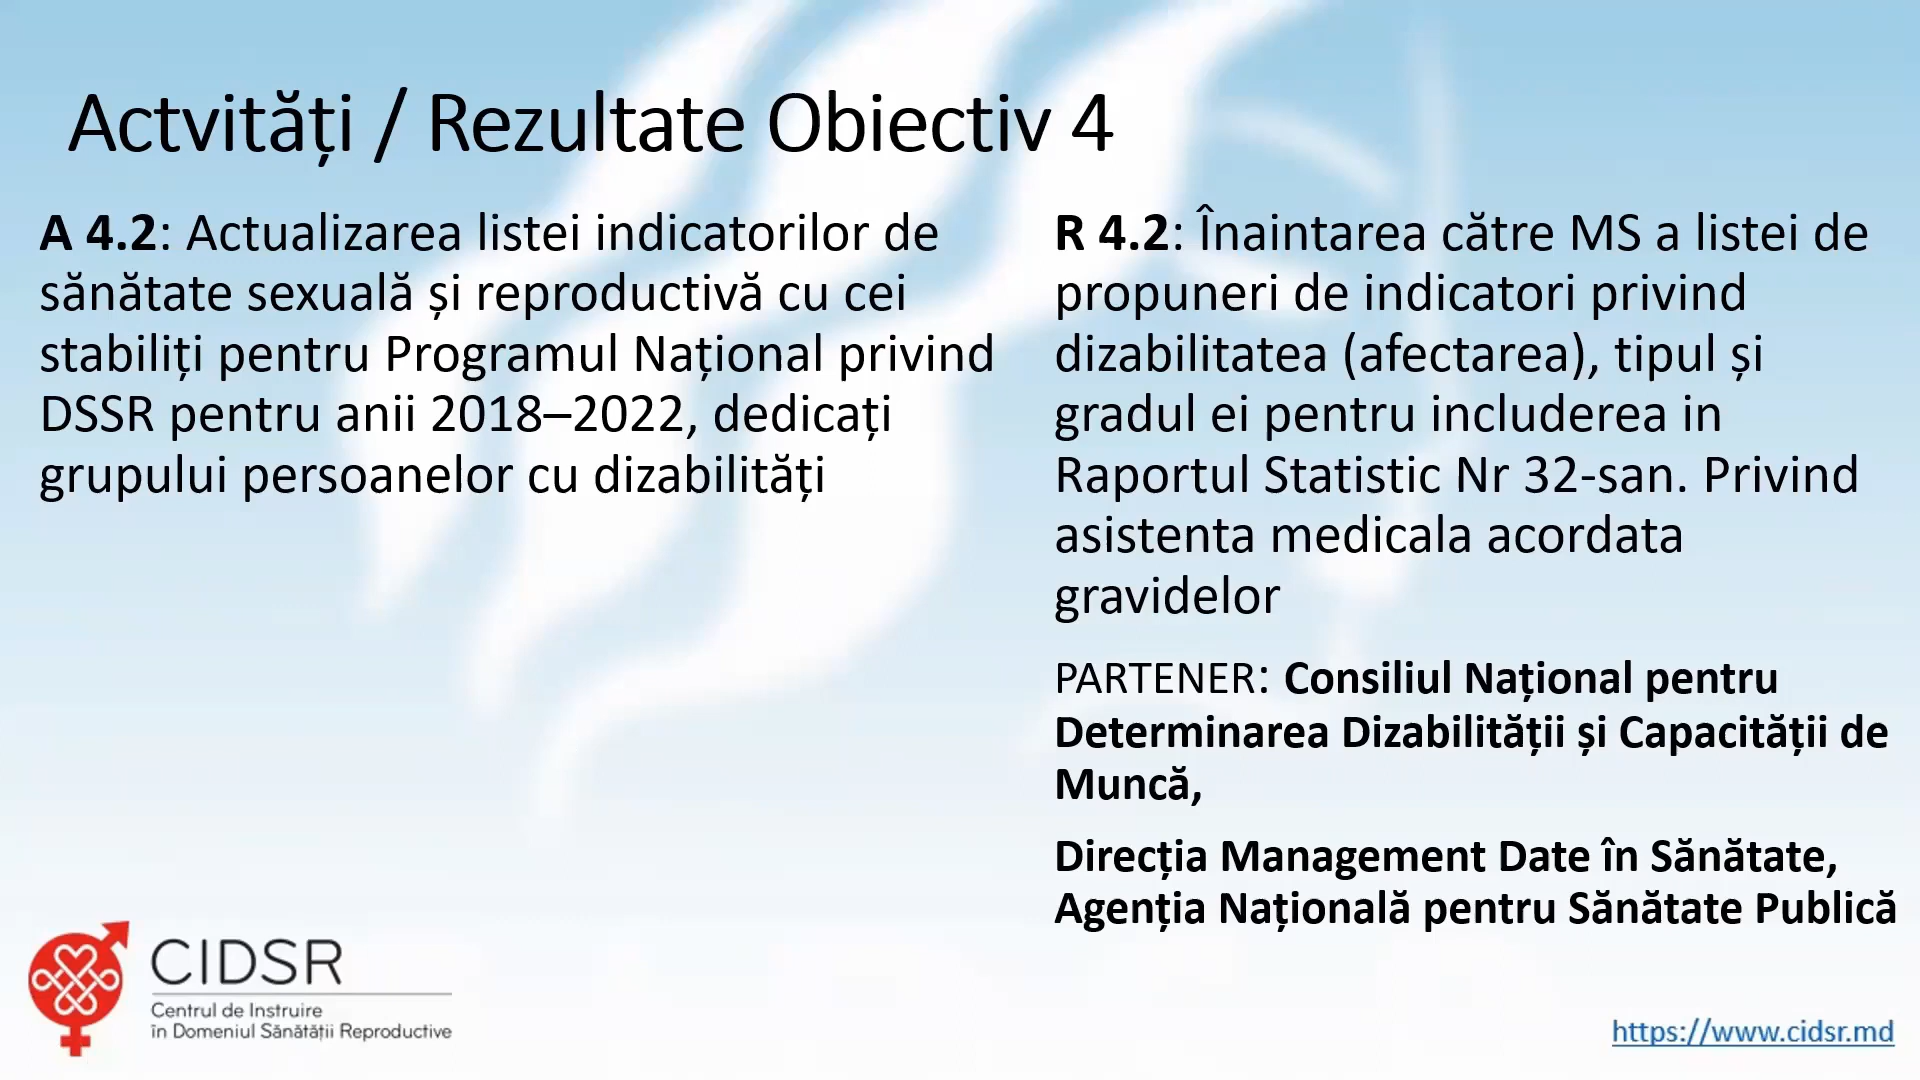 Actvități / Rezultate Obiectiv 4
A 4.2: Actualizarea listei indicatorilor de
sănătate sexuală și reproductivă cu cei
stabiliți pentru Programul Național privind
DSSR pentru anii 2018–2022, dedicați
grupului persoanelor cu dizabilități
R 4.2: Înaintarea către MS a listei de
propuneri de indicatori privind
dizabilitatea (afectarea), tipul și
gradul ei pentru includerea in
Raportul Statistic Nr 32-san. Privind
asistenta medicala acordata
gravidelor
PARTENER: Consiliul Național pentru
Determinarea Dizabilității și Capacității de
Muncă,
Direcția Management Date în Sănătate,
Agenția Națională pentru Sănătate Publică
CIDSR
Centrul de Instruire
în Domeniul Sănătății Reproductive
https://www.cidsr.md